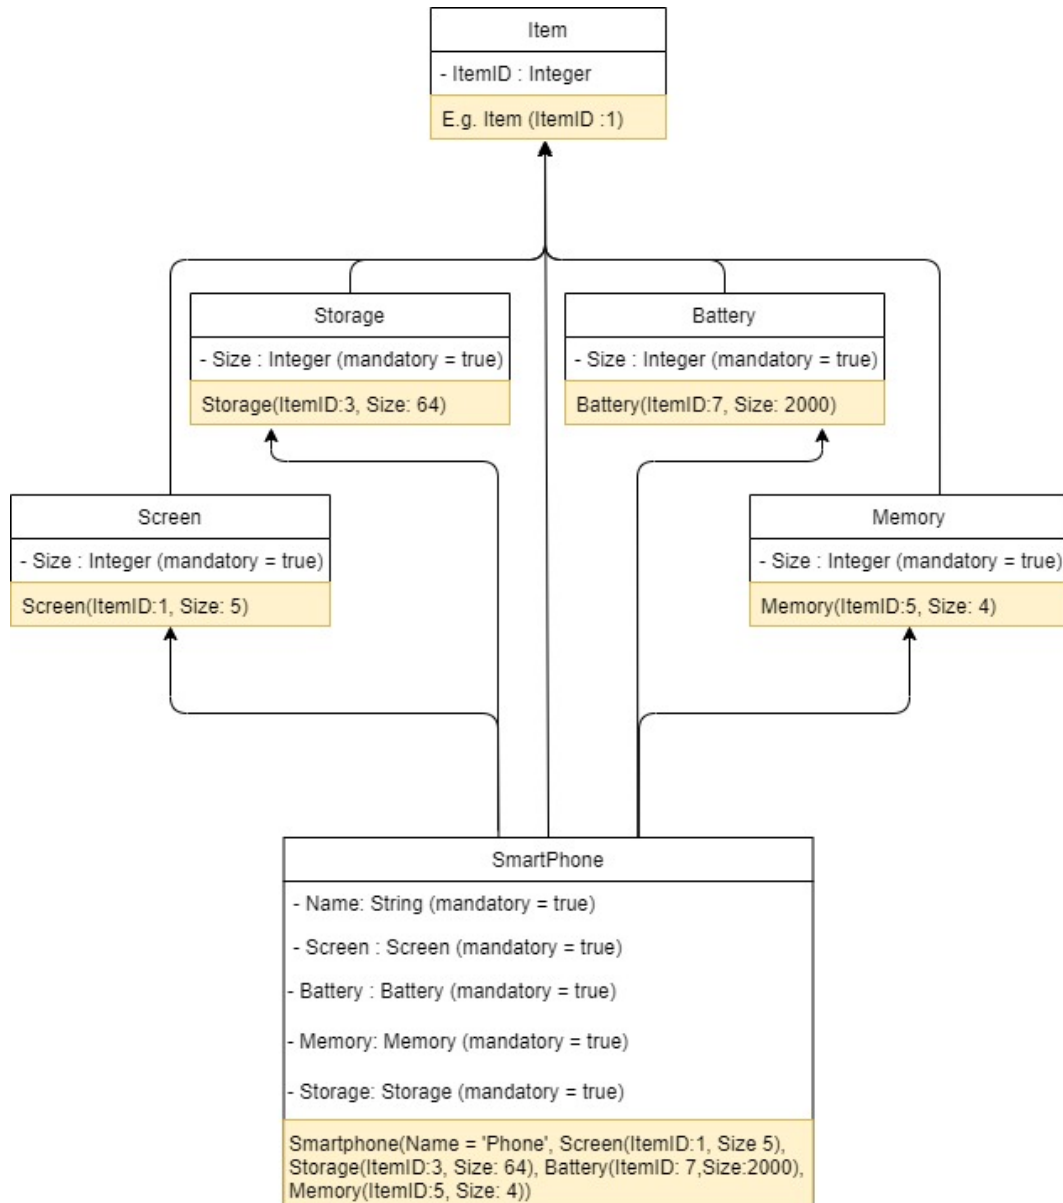 Item
- ItemID : Integer
E.g. Item (ItemID :1)
Storage
- Size : Integer (mandatory = true)
Storage(ItemID:3, Size: 64)
Battery
- Size : Integer (mandatory = true)
Battery(ItemID:7, Size: 2000)
Screen
- Size : Integer (mandatory = true)
Screen(ItemID:1, Size: 5)
Memory
- Size : Integer (mandatory = true)
Memory(ItemID:5, Size: 4)
SmartPhone
- Name: String (mandatory = true)
- Screen : Screen (mandatory = true)
- Battery : Battery (mandatory = true)
- Memory: Memory (mandatory = true)
- Storage: Storage (mandatory = true)
Smartphone(Name = 'Phone', Screen(ItemID:1, Size 5),
Storage(ItemID:3, Size: 64), Battery(ItemID: 7,Size:2000),
Memory(ItemID:5, Size: 4))